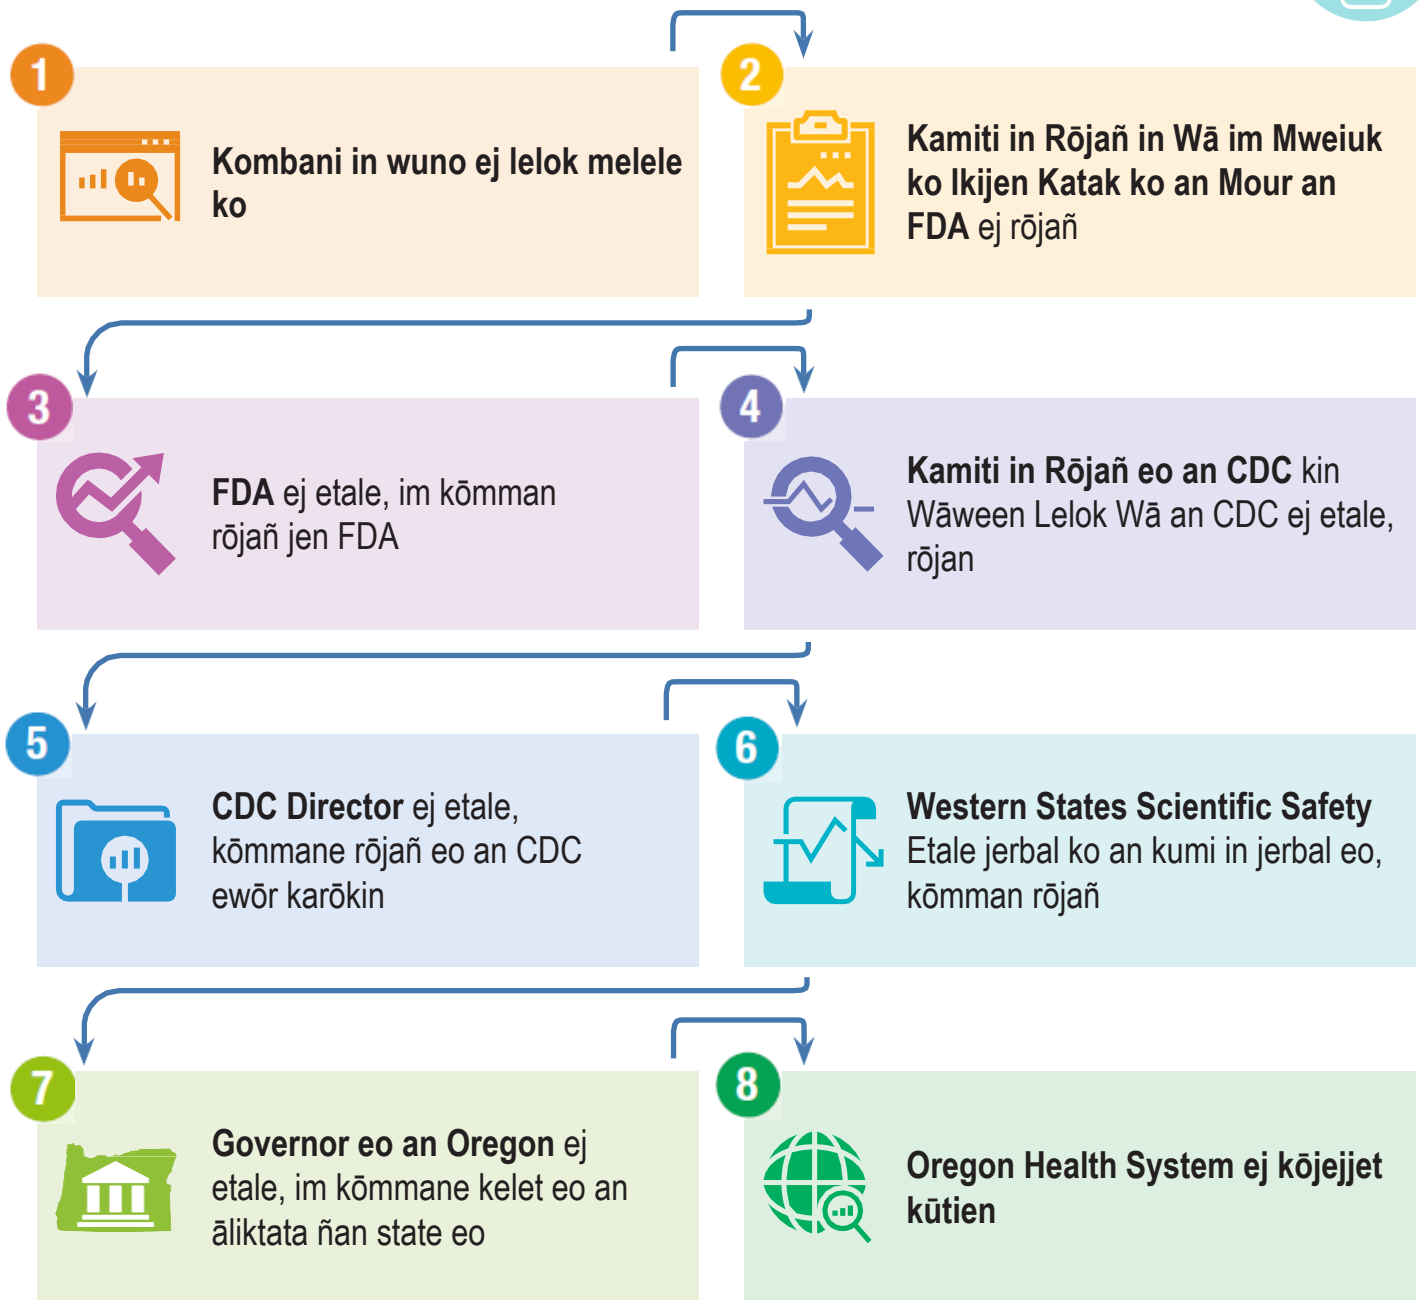 1
Kombani in wuno ej lelok melele
ko
2
Kamiti in Rōjañ in Wā im Mweiuk
ko Ikijen Katak ko an Mour an
FDA ej rōjañ
3
FDA ej etale, im kōmman
rōjañ jen FDA
4
Kamiti in Rōjañ eo an CDC kin
Wāween Lelok Wā an CDC ej etale,
rōjan
5
CDC Director ej etale,
kōmmane rōjañ eo an CDC
ewōr karōkin
6
Western States Scientific Safety
Etale jerbal ko an kumi in jerbal eo,
kōmman rōjañ
7
Governor eo an Oregon ej
etale, im kōmmane kelet eo an
āliktata ñan state eo
8
Oregon Health System ej kōjejjet
kūtien